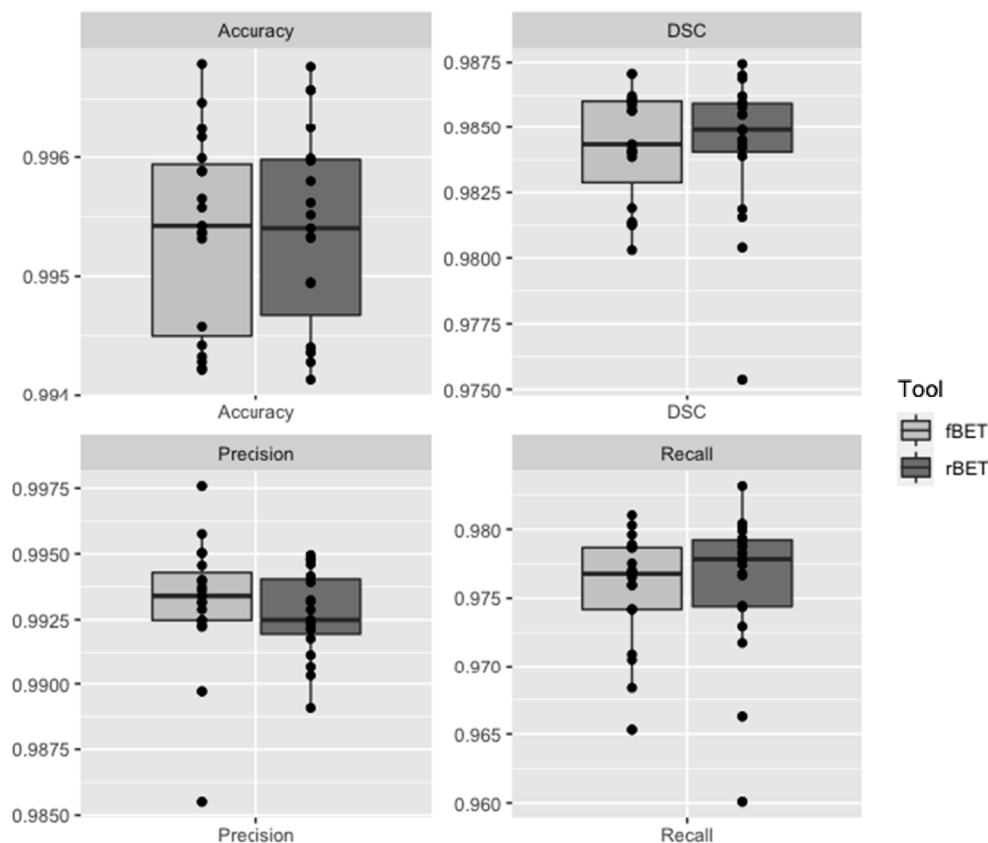 Accuracy
DSC
0.996
0.995
0.994
0.9875
0.9850
0.9825
0.9800
0.9775
0.9750
Accuracy
DSC
Precision
Recall
0.9975
0.9950
0.9925
0.9900
0.9875
0.9850
0.980
0.975
0.970
0.965
0.960
Precision
Recall
Tool
fBET
rBET